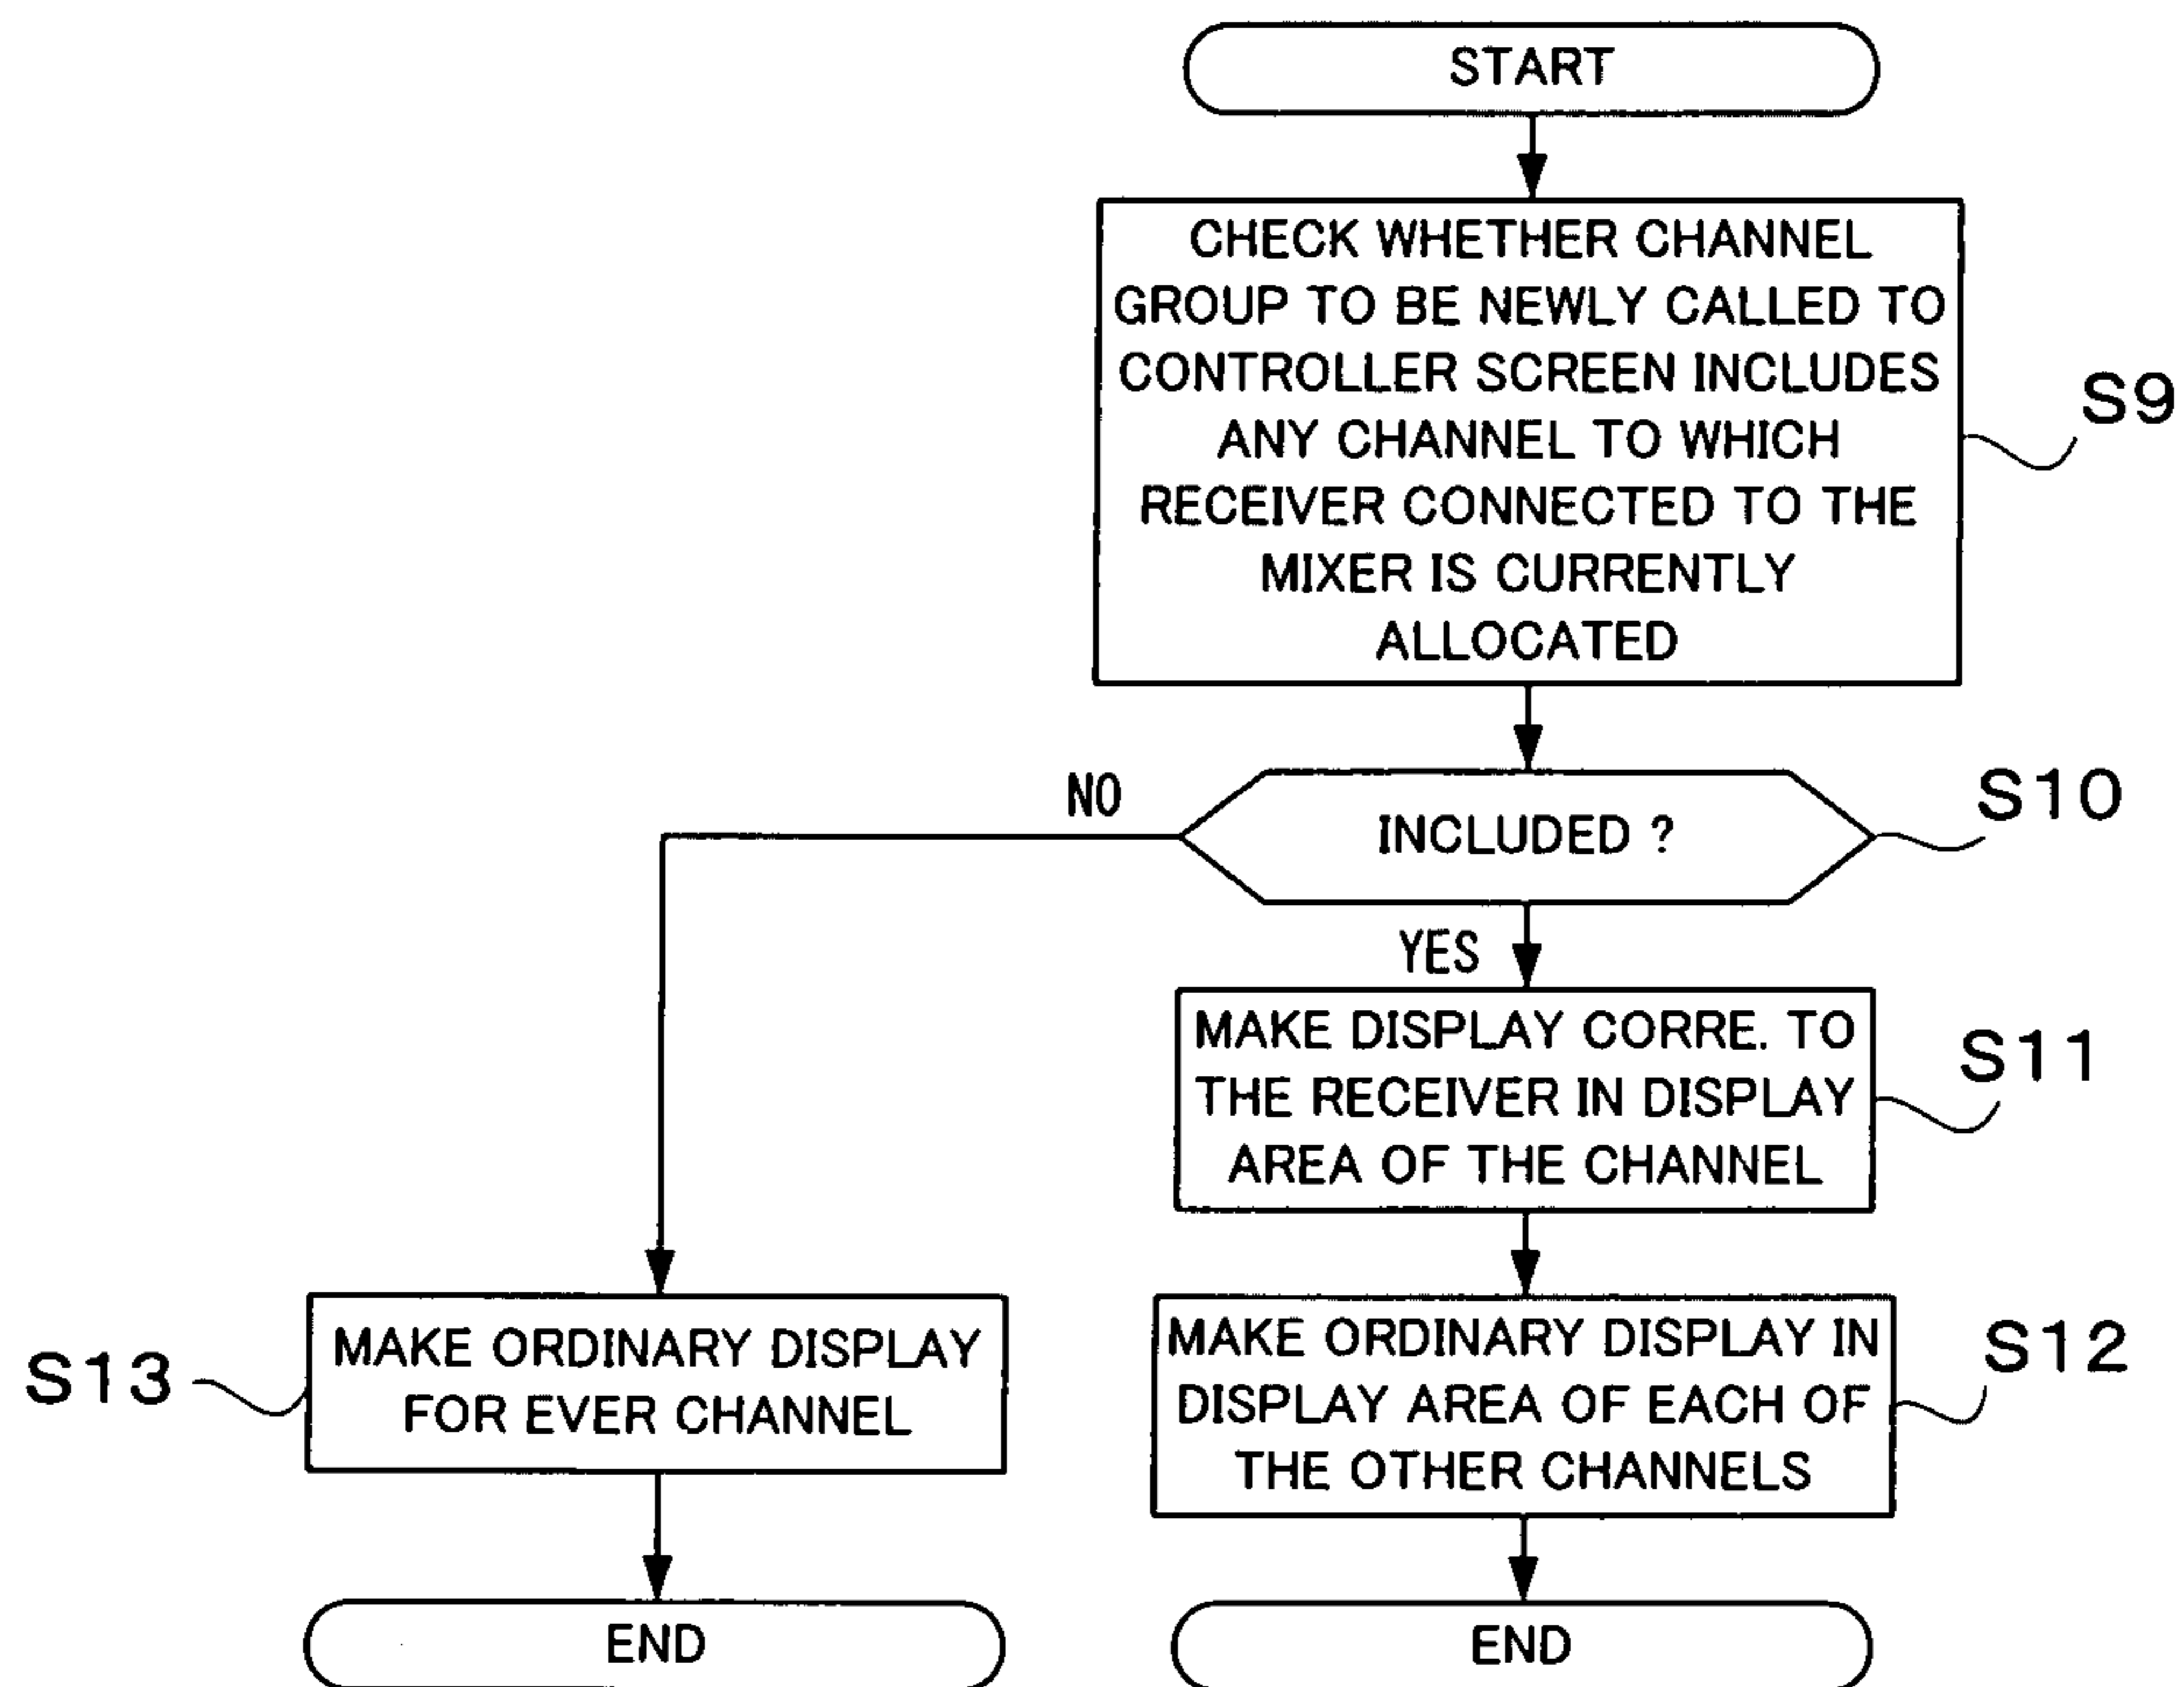 START
CHECK WHETHER CHANNEL
GROUP TO BE NEWLY CALLED TO
CONTROLLER SCREEN INCLUDES
ANY CHANNEL TO WHICH
RECEIVER CONNECTED TO THE
MIXER IS CURRENTLY
ALLOCATED
S9
NO
INCLUDED ?
S10
YES
MAKE DISPLAY CORRE. TO
THE RECEIVER IN DISPLAY
AREA OF THE CHANNEL
S11
S13
MAKE ORDINARY DISPLAY
FOR EVER CHANNEL
MAKE ORDINARY DISPLAY IN
DISPLAY AREA OF EACH OF
THE OTHER CHANNELS
S12
END
END